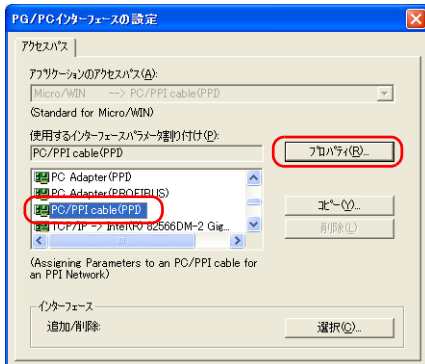 PG/PCインターフェースの設定
アクセスパス
アプリケーションのアクセスパス(A):
Micro/WIN --> PC/PPI cable(PPI)
(Standard for Micro/WIN)
使用するインターフェースパラメータ割り付け(P):
PC/PPI cable(PPI)
プロパティ(R)...
PC Adapter(PPI)
PC Adapter(PROFIBUS)
PC/PPI cable(PPI)
TCP/IP -> Intel(R) 82566DM-2 Gig...
コピー(Y)...
削除(L)
(Assigning Parameters to an PC/PPI cable for
an PPI Network)
インターフェース
追加/削除:
選択(C)...